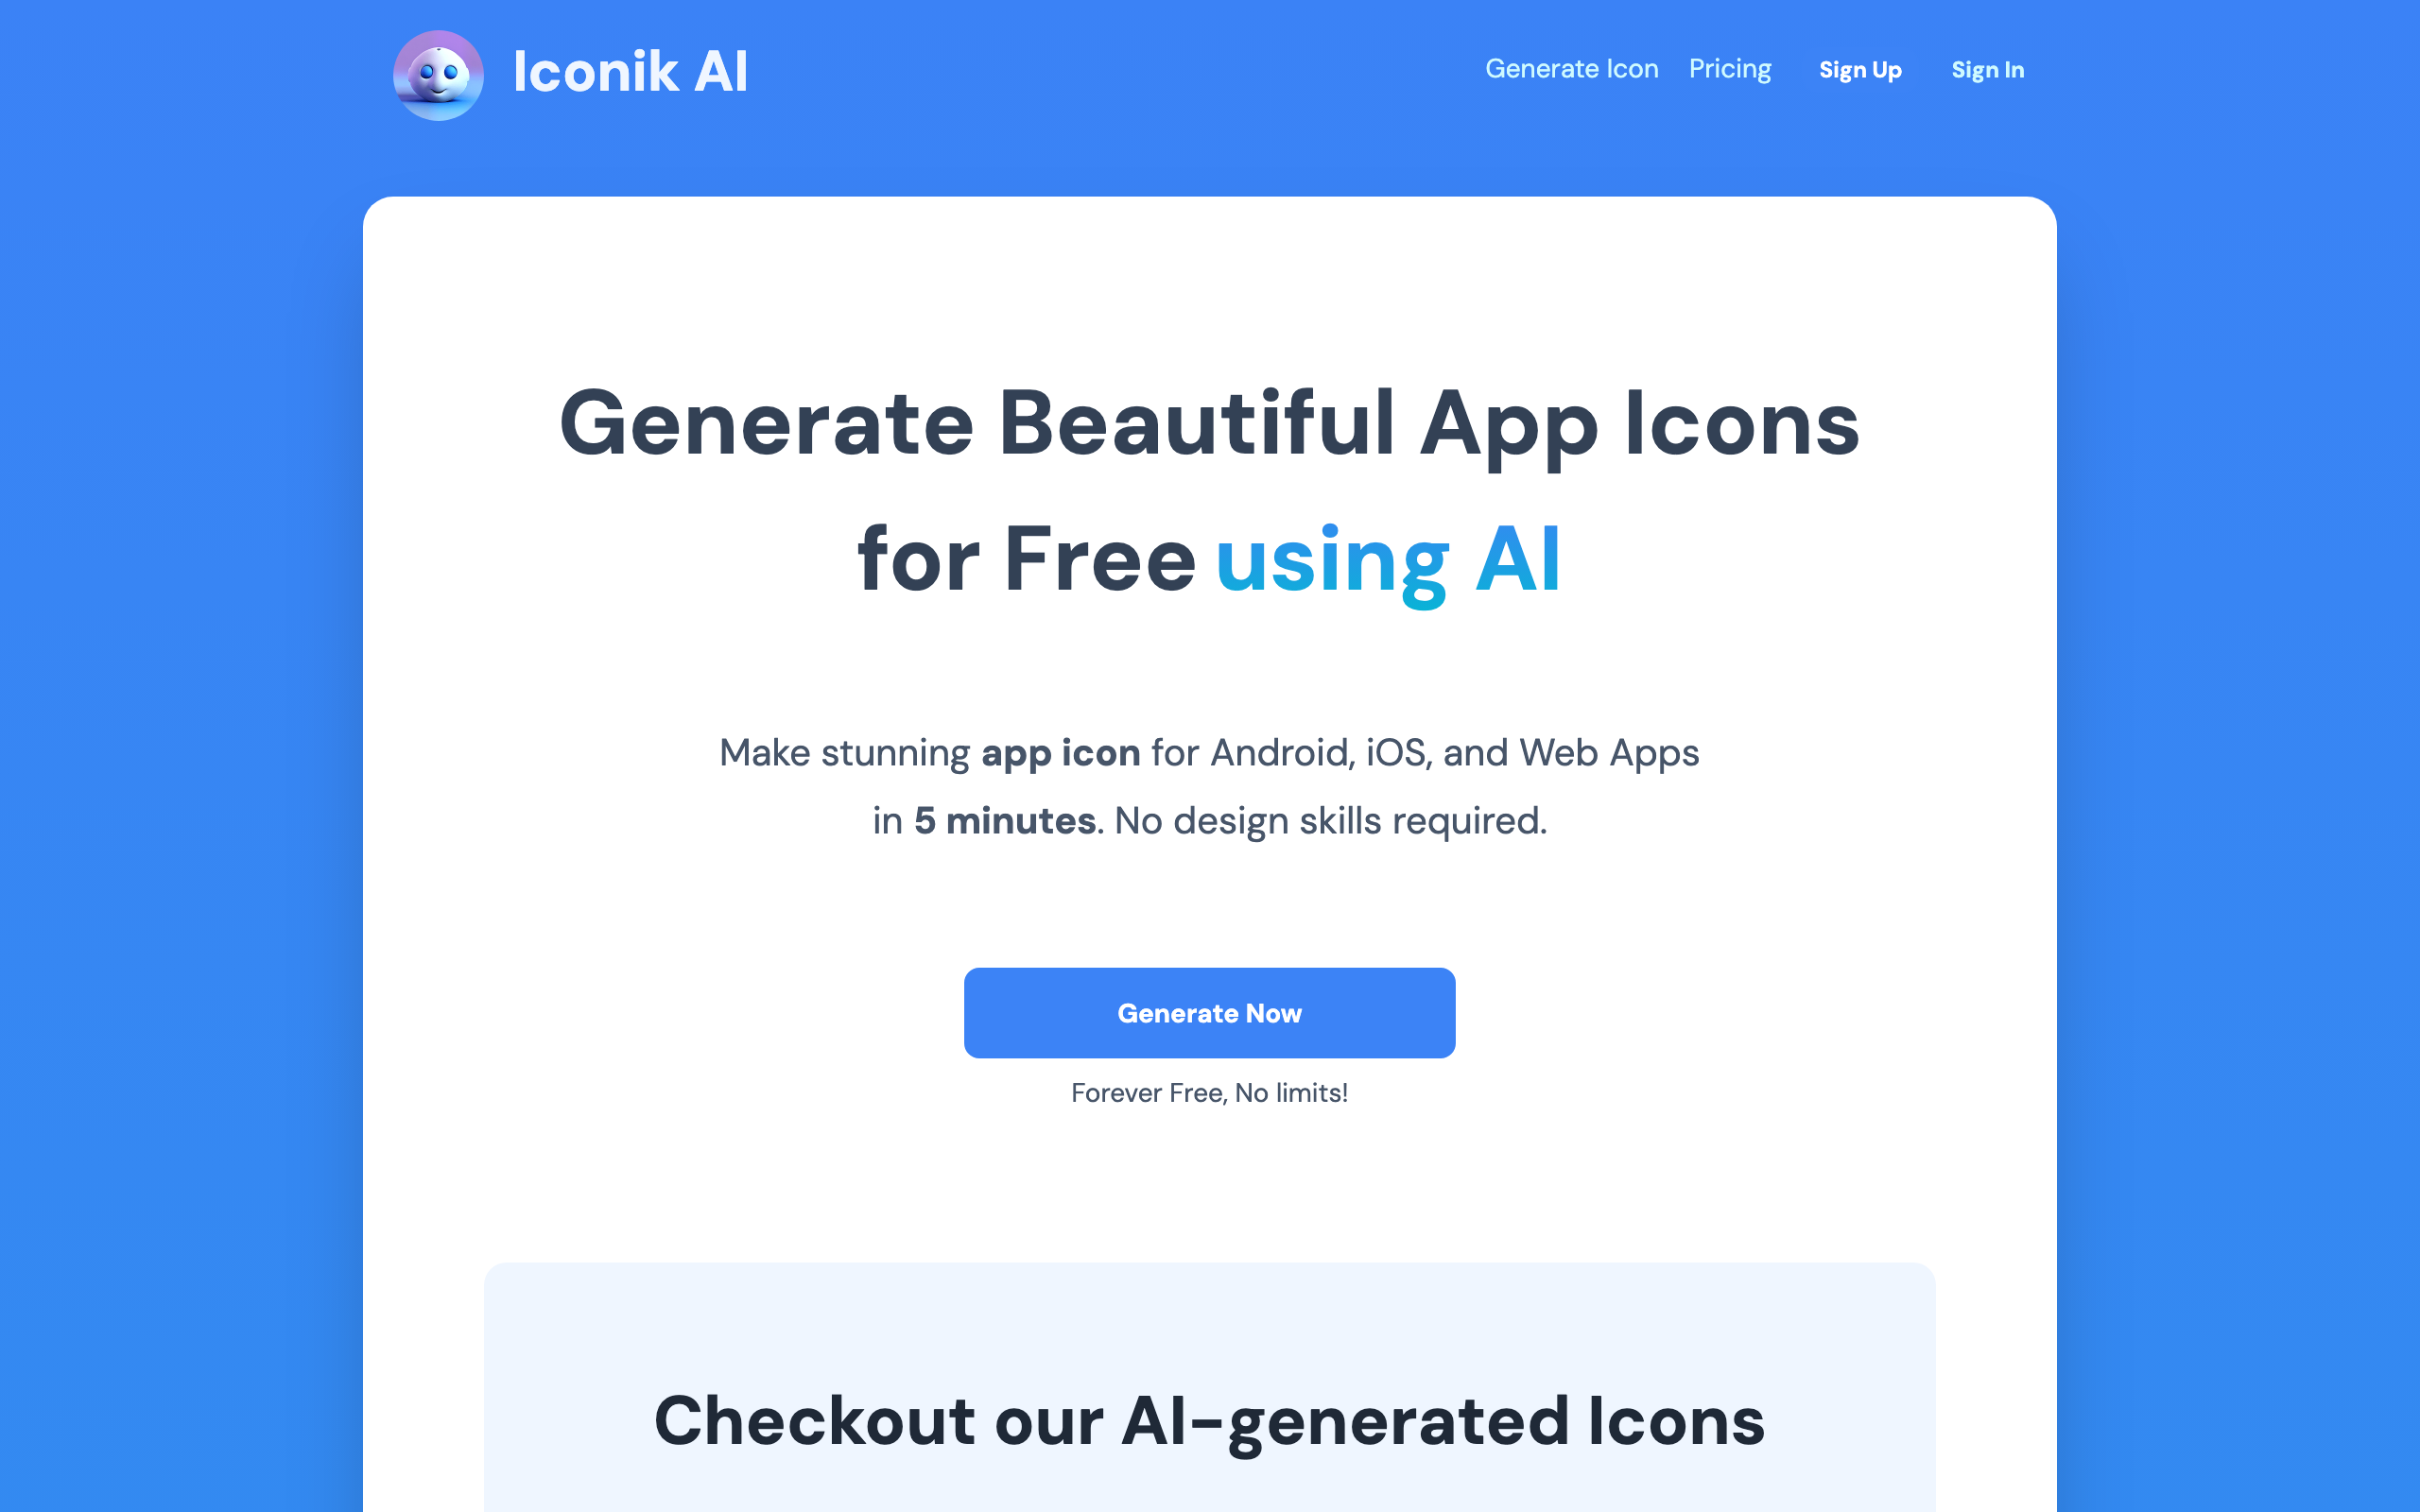 Iconik AI
Generate Icon
Pricing
Sign Up
Sign In
Generate Beautiful App Icons
for Free using AI
Make stunning app icon for Android, iOS, and Web Apps
in 5 minutes. No design skills required.
Generate Now
Forever Free, No limits!
Checkout our AI-generated Icons